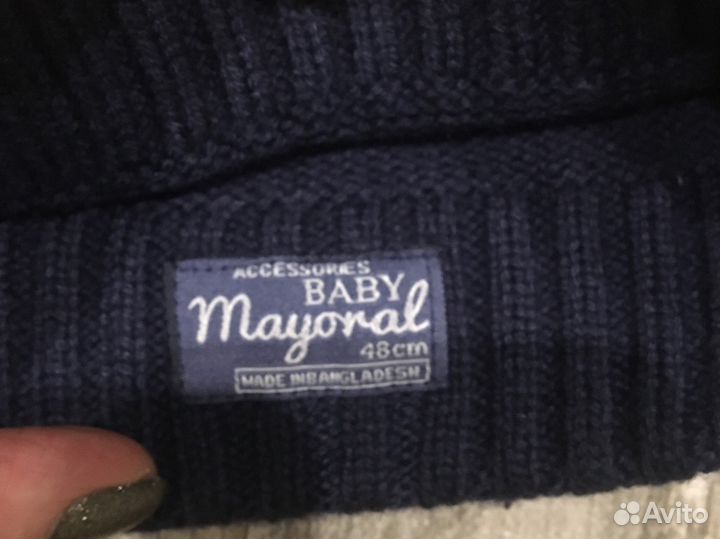 ACCESSORIES
BABY
Mayoral
48cm
MADE IN BANGLADESH
Avito